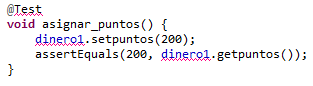 @Test
void asignar_puntos() {
dinero1.setpuntos(200);
assertEquals(200, dinero1.getpuntos());
}